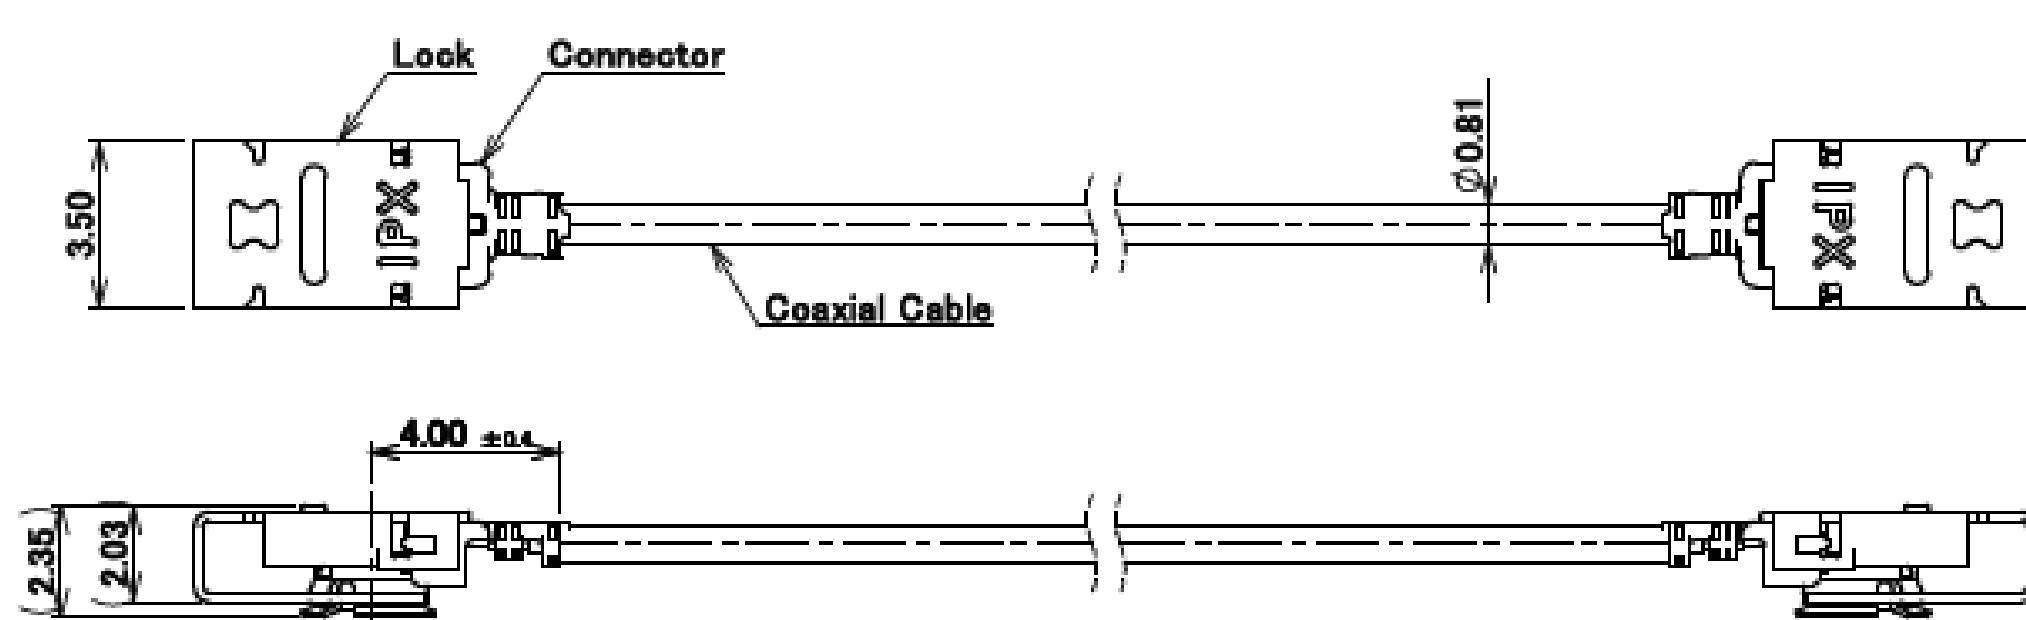 Lock
Connector
Ø0.81
3.50
IPX
IPX
Coaxial Cable
4.00 ±0.4
(2.35)
(2.03)